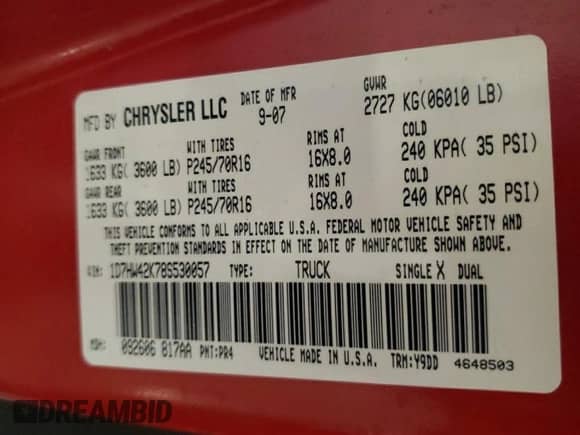 MFD BY CHRYSLER LLC DATE OF MFR 9-07 GVWR 2727 KG(06010 LB)
GAWR FRONT WITH TIRES RIMS AT COLD
1633 KG( 3600 LB) P245/70R16 16X8.0 240 KPA( 35 PSI)
GAWR REAR WITH TIRES RIMS AT COLD
1633 KG( 3600 LB) P245/70R16 16X8.0 240 KPA( 35 PSI)
THIS VEHICLE CONFORMS TO ALL APPLICABLE U.S.A. FEDERAL MOTOR VEHICLE SAFETY AND
THEFT PREVENTION STANDARDS IN EFFECT ON THE DATE OF MANUFACTURE SHOWN ABOVE.
VIN: 1D7HW42K78S530057 TYPE: TRUCK SINGLE X DUAL
MDH: 092606 817AA PNT:PR4 VEHICLE MADE IN U.S.A. TRM:Y9DD 4648503
DREAMBID